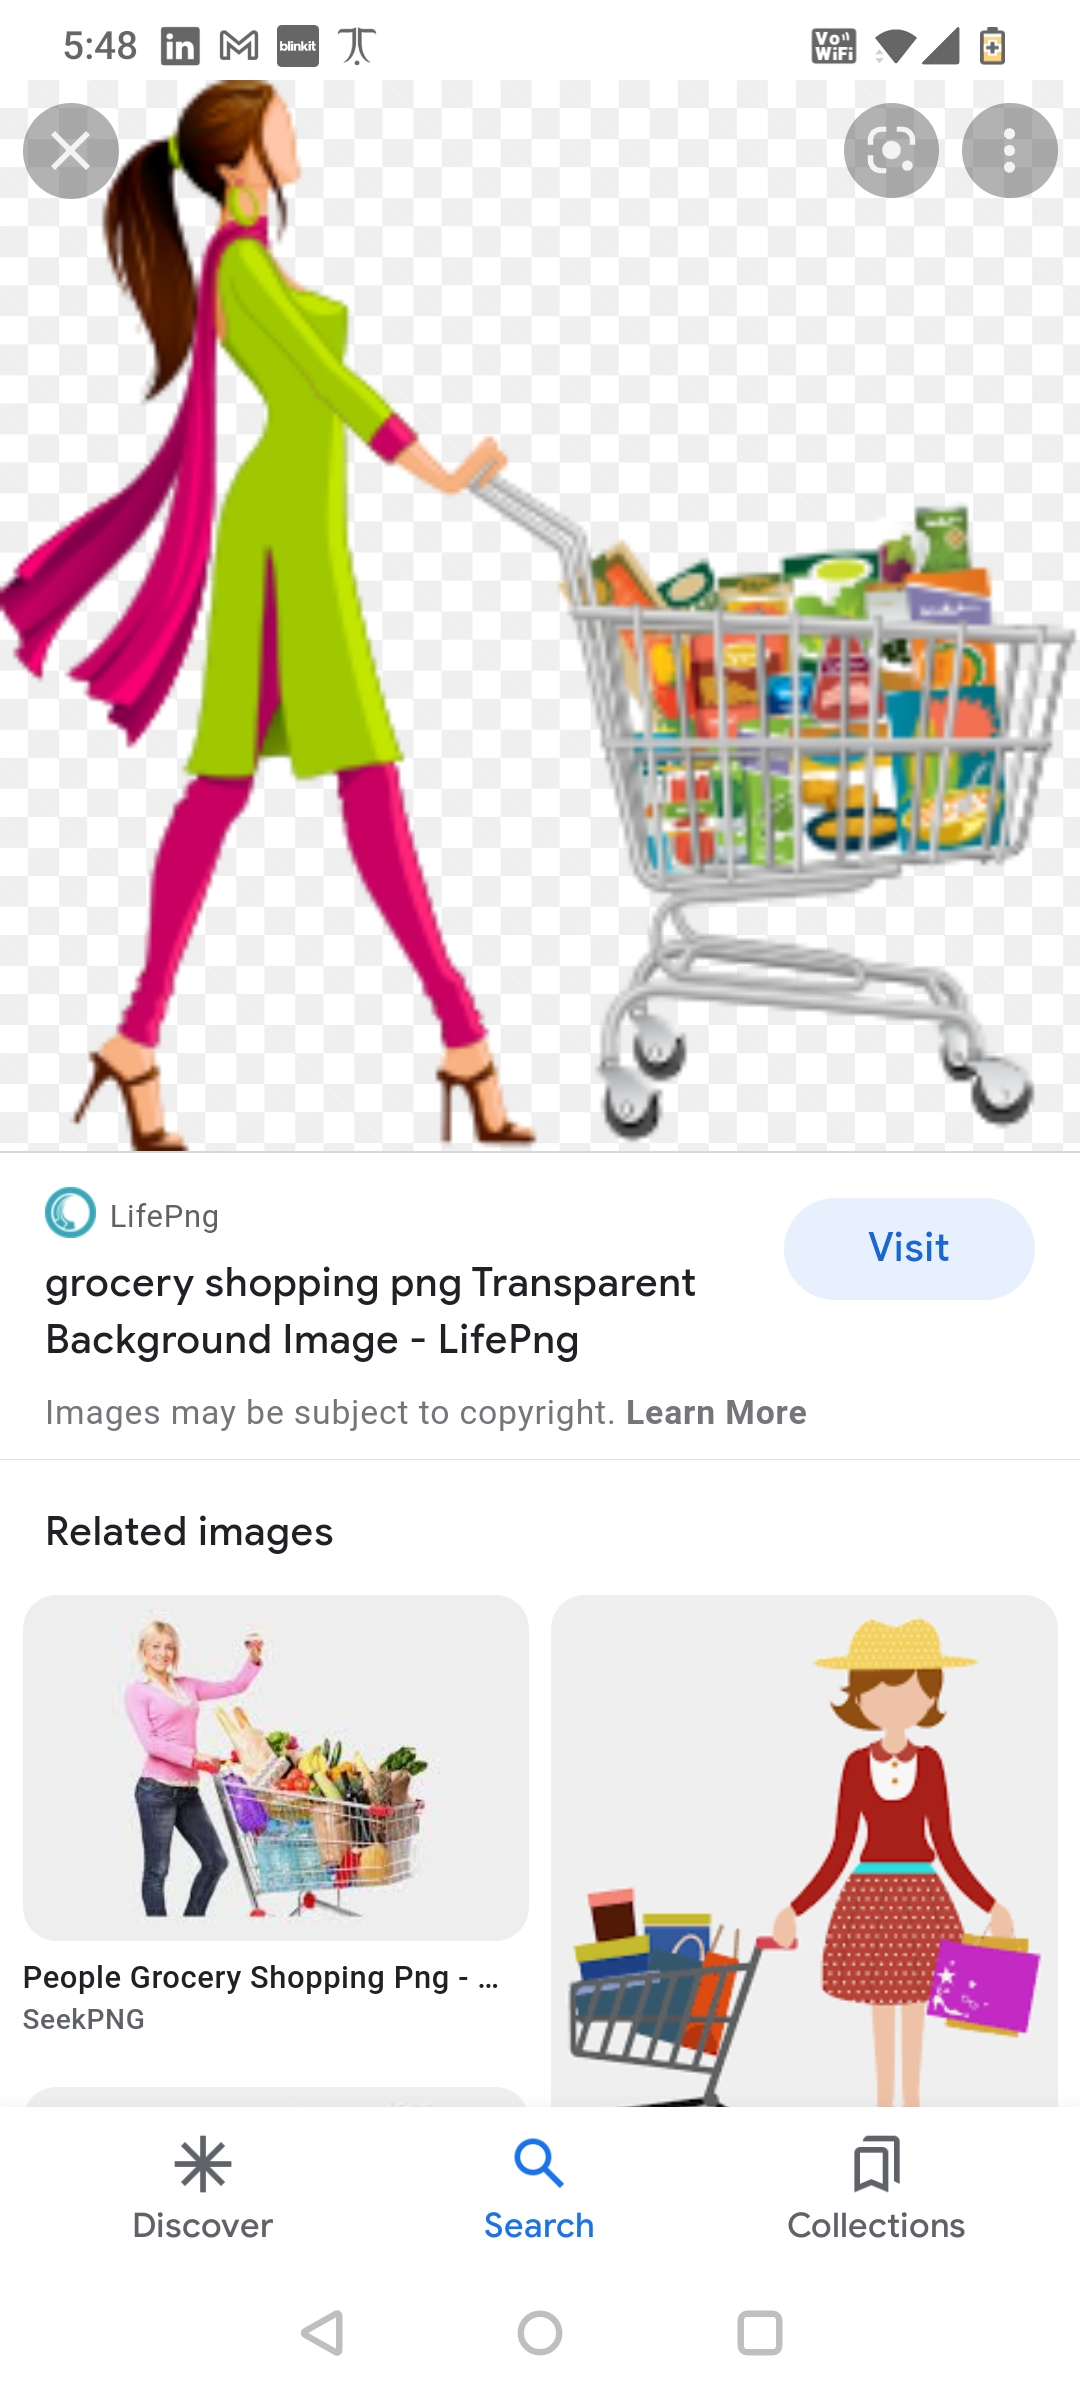 5:48
blinkit
Vo
WiFi
LifePng
Visit
grocery shopping png Transparent
Background Image - LifePng
Images may be subject to copyright. Learn More
Related images
People Grocery Shopping Png - ...
SeekPNG
Discover
Search
Collections